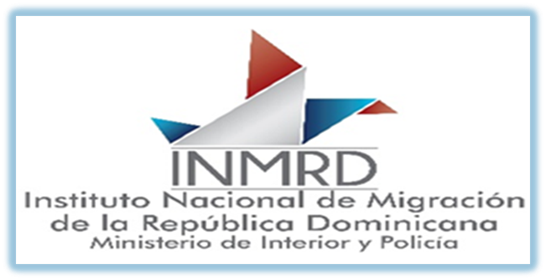 INMRD
Instituto Nacional de Migración
de la República Dominicana
Ministerio de Interior y Policía